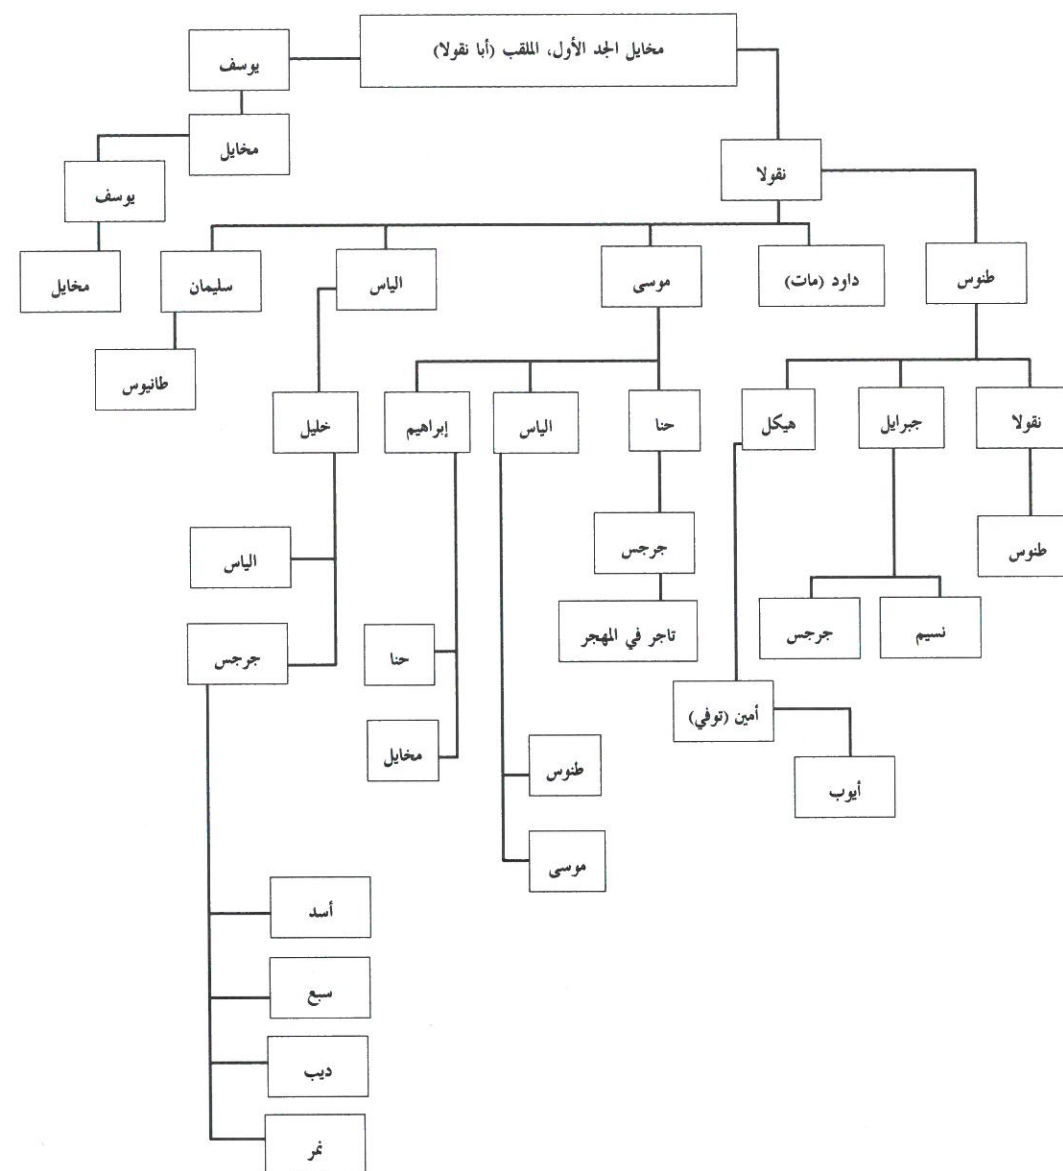 مخايل الجد الأول، الملقب (أبا نقولا)
يوسف
مخايل
نقولا
يوسف
طنوس
داود (مات)
موسى
الياس
سليمان
مخايل
طانيوس
نقولا
جبرايل
هيكل
حنا
الياس
إبراهيم
خليل
طنوس
جرجس
الياس
نسيم
جرجس
تاجر في المهجر
حنا
جرجس
أمين (توفي)
مخايل
طنوس
أيوب
موسى
أسد
سبع
ديب
نمر